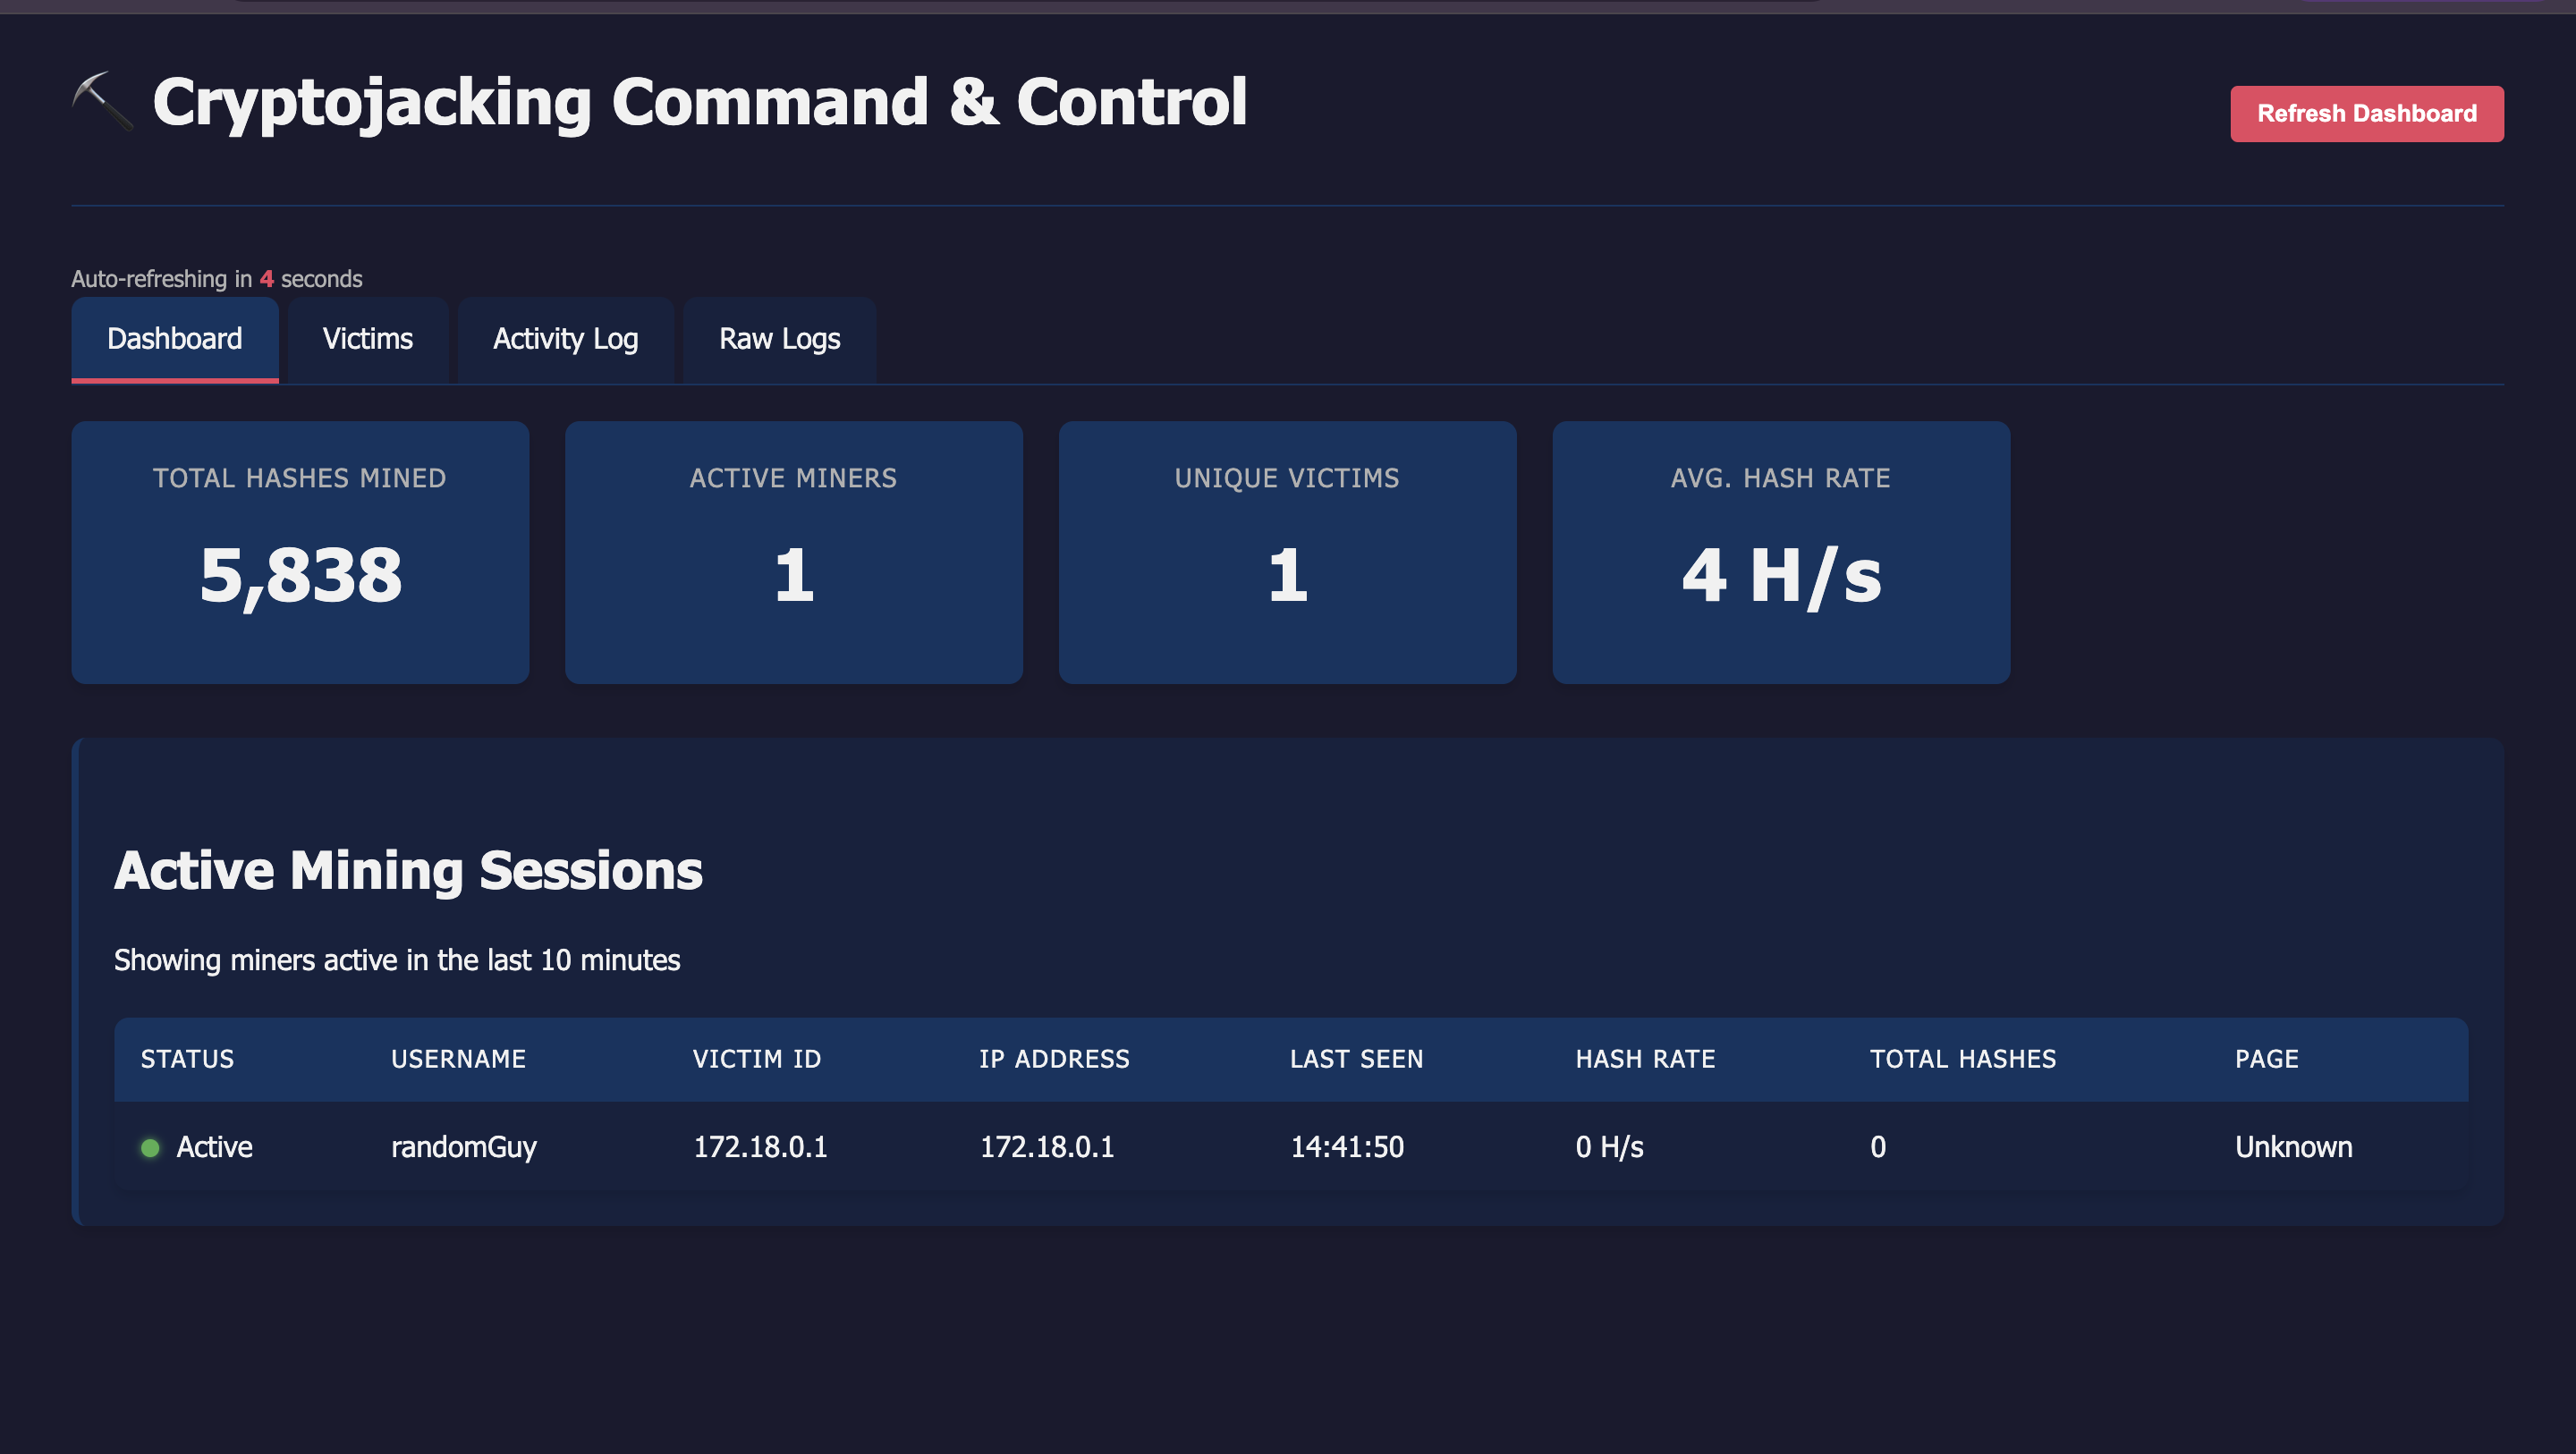 Cryptojacking Command & Control
Refresh Dashboard
Auto-refreshing in 4 seconds
Dashboard Victims Activity Log Raw Logs
TOTAL HASHES MINED ACTIVE MINERS UNIQUE VICTIMS AVG. HASH RATE
5,838 1 1 4 H/s
Active Mining Sessions
Showing miners active in the last 10 minutes
STATUS USERNAME VICTIM ID IP ADDRESS LAST SEEN HASH RATE TOTAL HASHES PAGE
Active randomGuy 172.18.0.1 172.18.0.1 14:41:50 0 H/s 0 Unknown